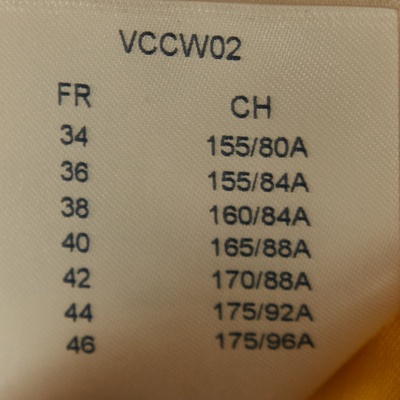 VCCW02
FR CH
34 155/80A
36 155/84A
38 160/84A
40 165/88A
42 170/88A
44 175/92A
46 175/96A